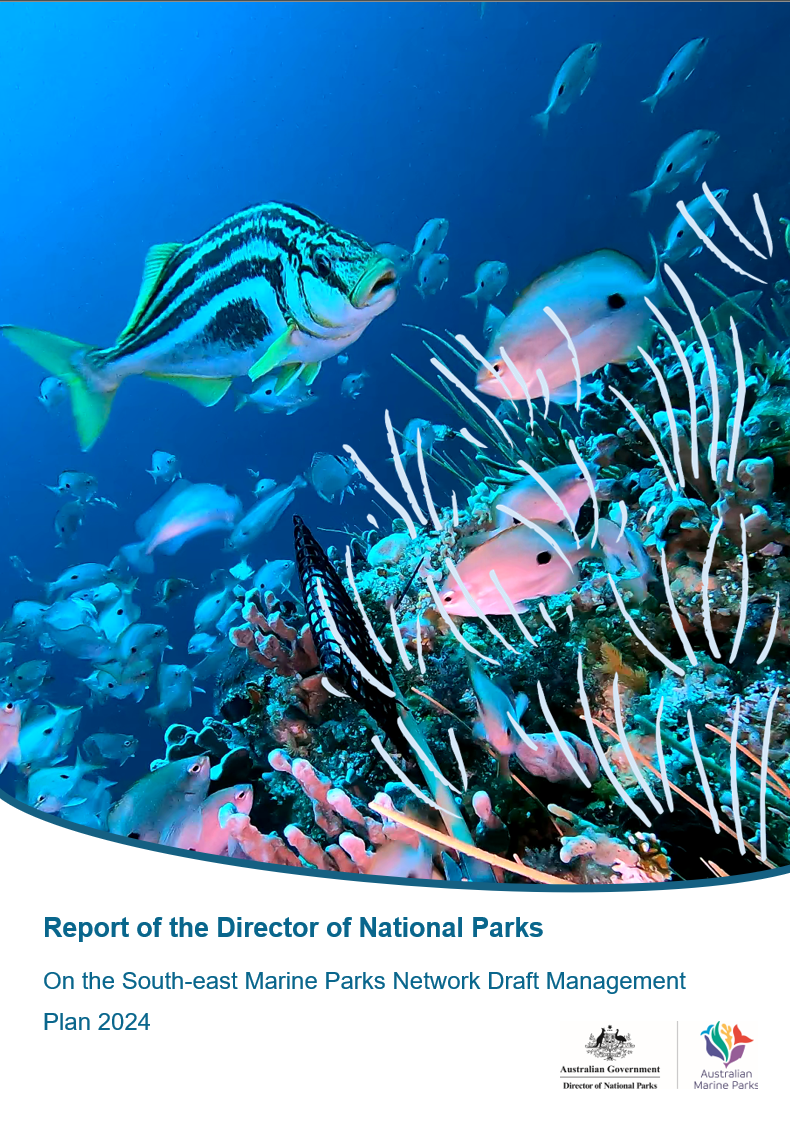 Report of the Director of National Parks
On the South-east Marine Parks Network Draft Management
Plan 2024
Australian Government
Director of National Parks
Australian
Marine Parks